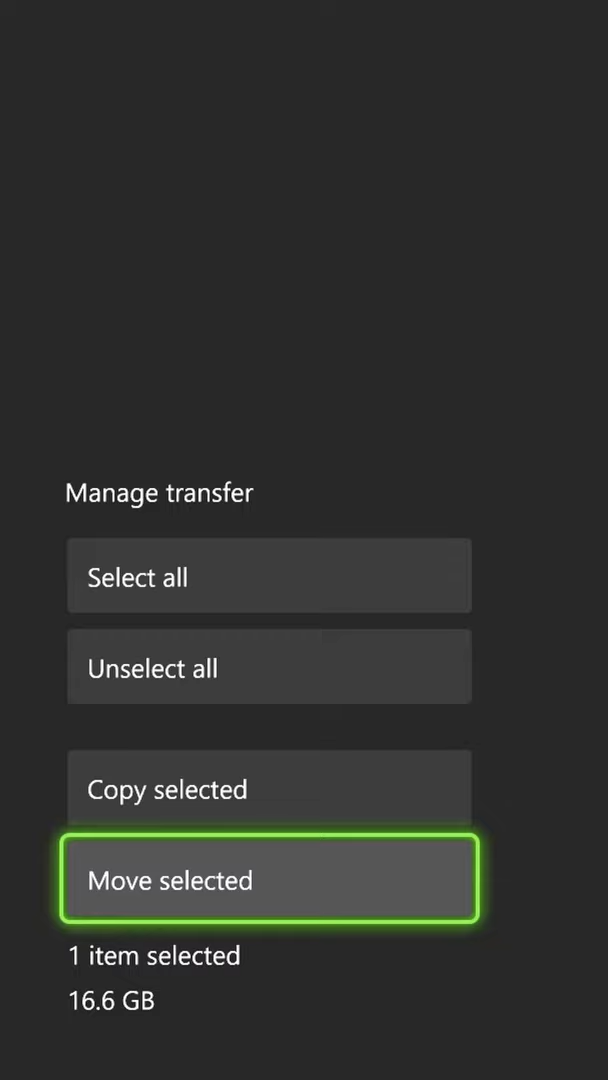 Manage transfer
Select all
Unselect all
Copy selected
Move selected
1 item selected
16.6 GB